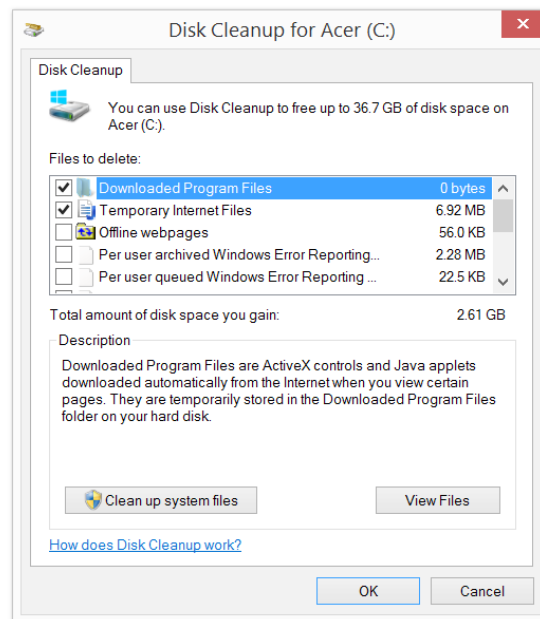 Disk Cleanup for Acer (C:)
Disk Cleanup
You can use Disk Cleanup to free up to 36.7 GB of disk space on
Acer (C:).
Files to delete:
Downloaded Program Files 0 bytes
Temporary Internet Files 6.92 MB
Offline webpages 56.0 KB
Per user archived Windows Error Reporting... 2.28 MB
Per user queued Windows Error Reporting ... 22.5 KB
Total amount of disk space you gain: 2.61 GB
Description
Downloaded Program Files are ActiveX controls and Java applets
downloaded automatically from the Internet when you view certain
pages. They are temporarily stored in the Downloaded Program Files
folder on your hard disk.
Clean up system files View Files
How does Disk Cleanup work?
OK Cancel